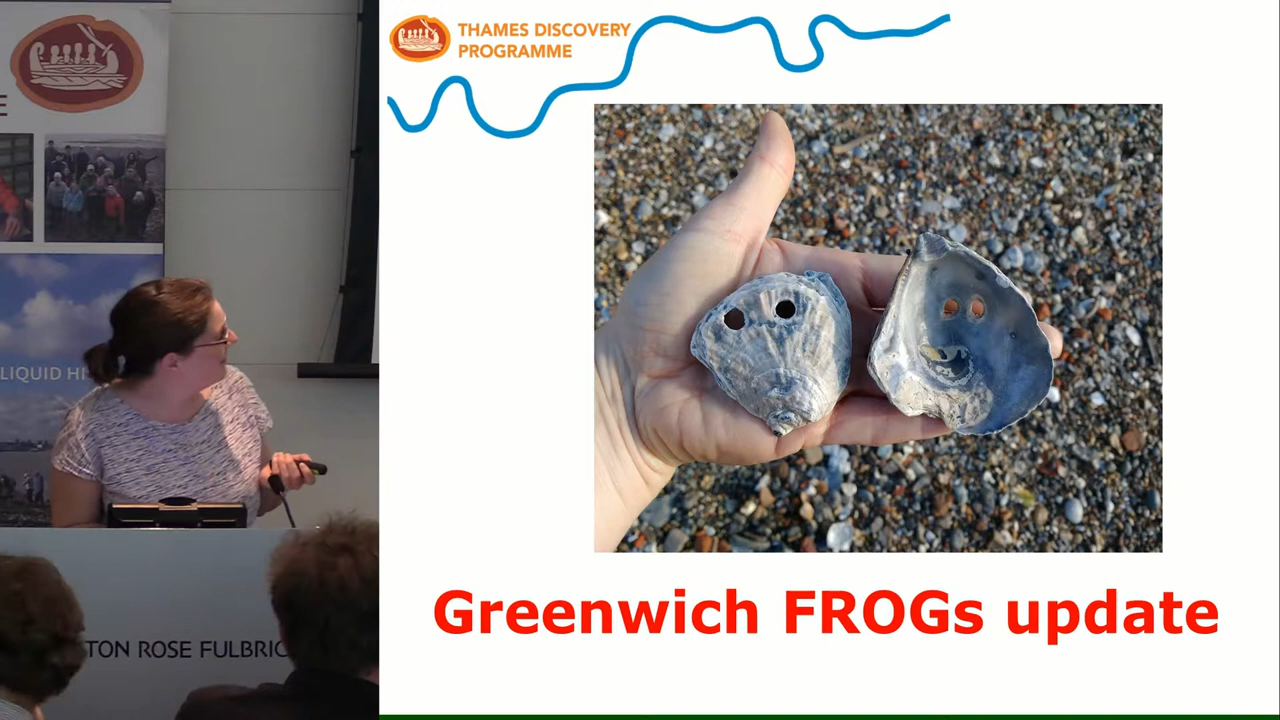 THAMES DISCOVERY
PROGRAMME
Greenwich FROGs update
E
LIQUID HI
TON ROSE FULBRIC